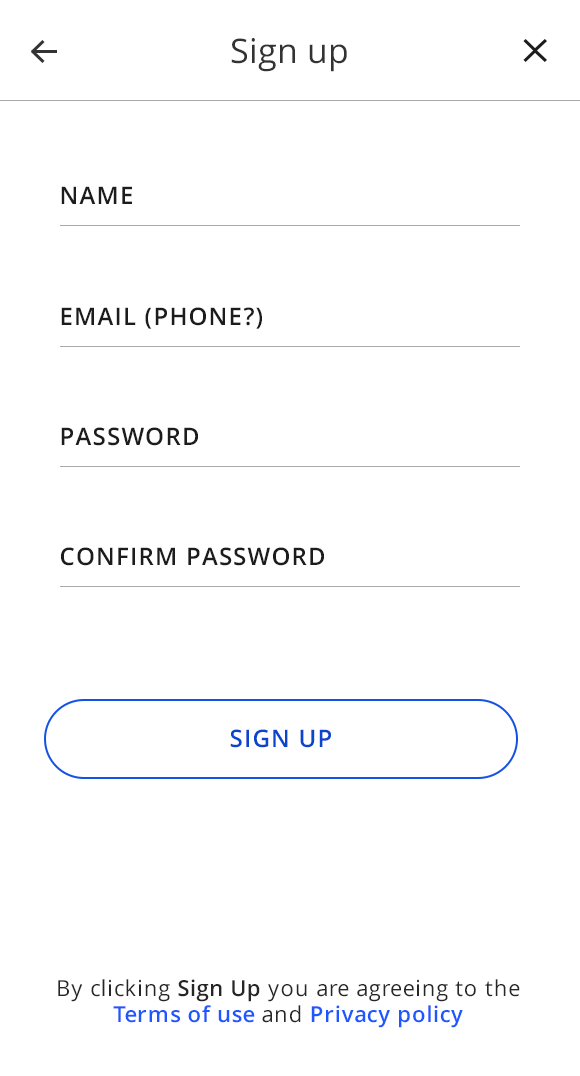 Sign up
NAME
EMAIL (PHONE?)
PASSWORD
CONFIRM PASSWORD
SIGN UP
By clicking Sign Up you are agreeing to the
Terms of use and Privacy policy